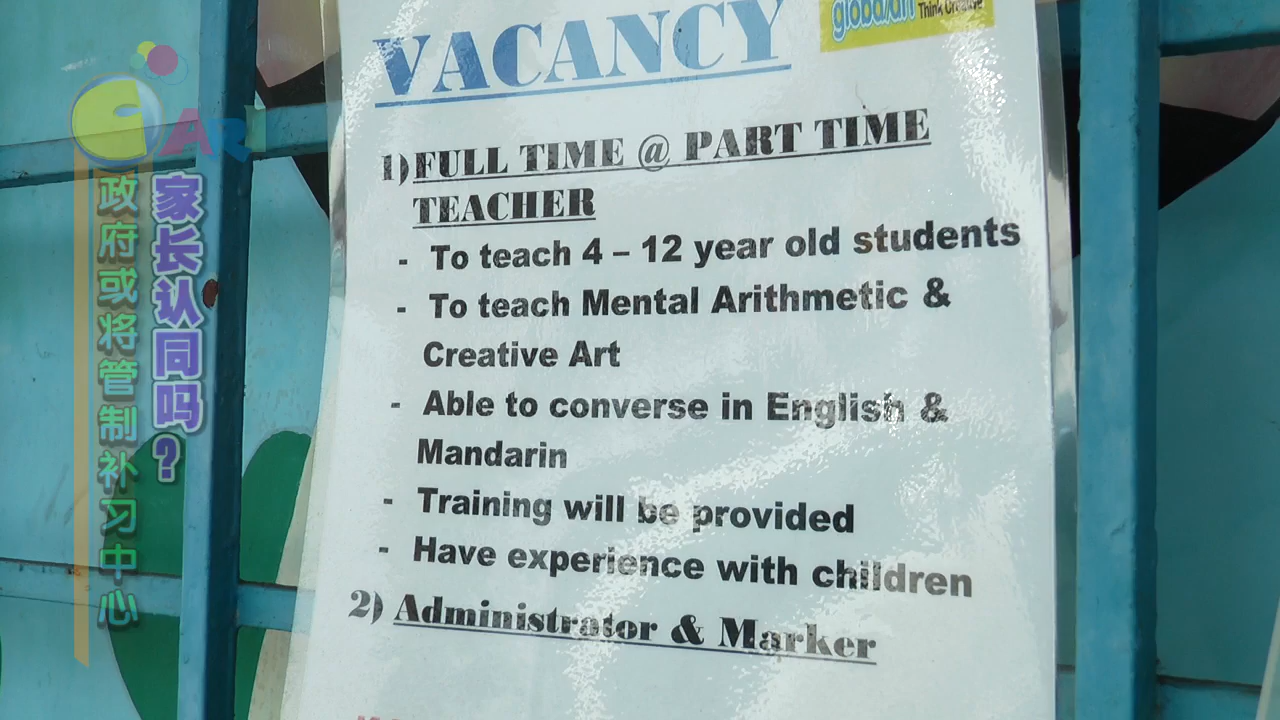 VACANCY
globalart Think Creative
1) FULL TIME @ PART TIME
TEACHER
- To teach 4 – 12 year old students
- To teach Mental Arithmetic &
Creative Art
- Able to converse in English &
Mandarin
- Training will be provided
- Have experience with children
2) Administrator & Marker
家长认同吗?
政府或将管制补习中心